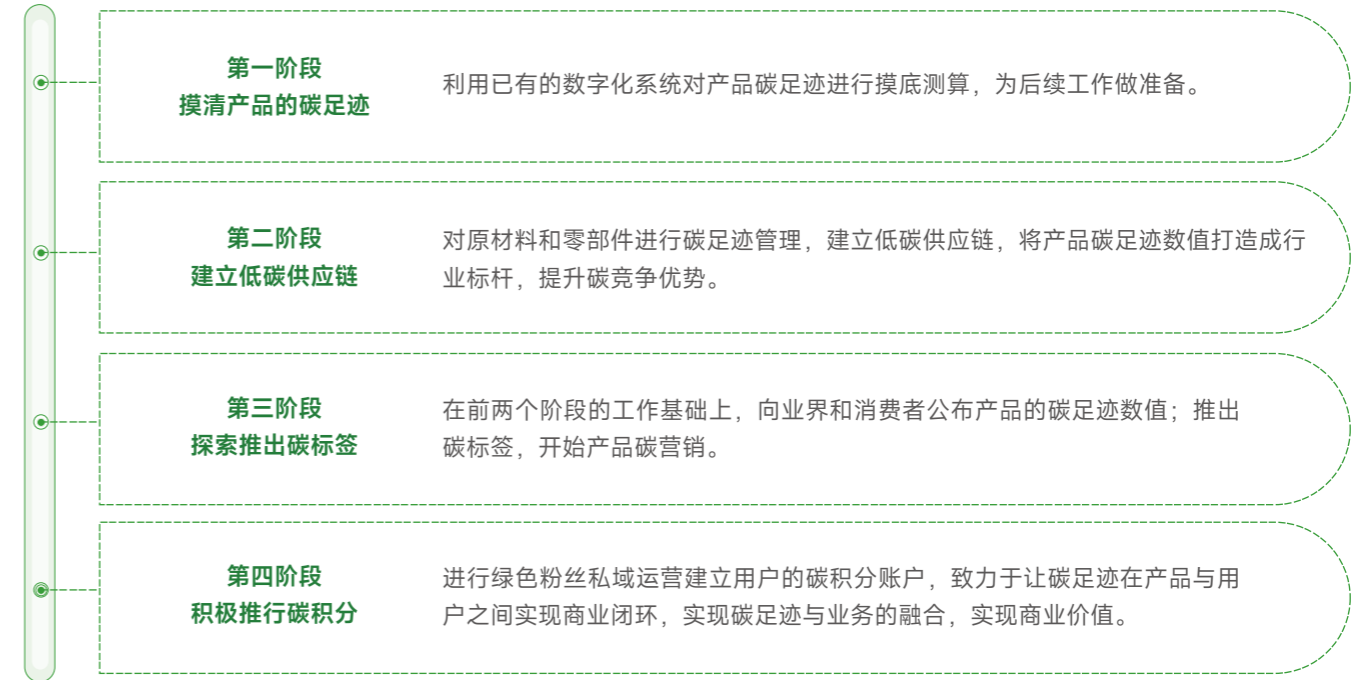 第一阶段
摸清产品的碳足迹
利用已有的数字化系统对产品碳足迹进行摸底测算，为后续工作做准备。
第二阶段
建立低碳供应链
对原材料和零部件进行碳足迹管理，建立低碳供应链，将产品碳足迹数值打造成行
业标杆，提升碳竞争优势。
第三阶段
探索推出碳标签
在前两个阶段的工作基础上，向业界和消费者公布产品的碳足迹数值；推出
碳标签，开始产品碳营销。
第四阶段
积极推行碳积分
进行绿色粉丝私域运营建立用户的碳积分账户，致力于让碳足迹在产品与用
户之间实现商业闭环，实现碳足迹与业务的融合，实现商业价值。